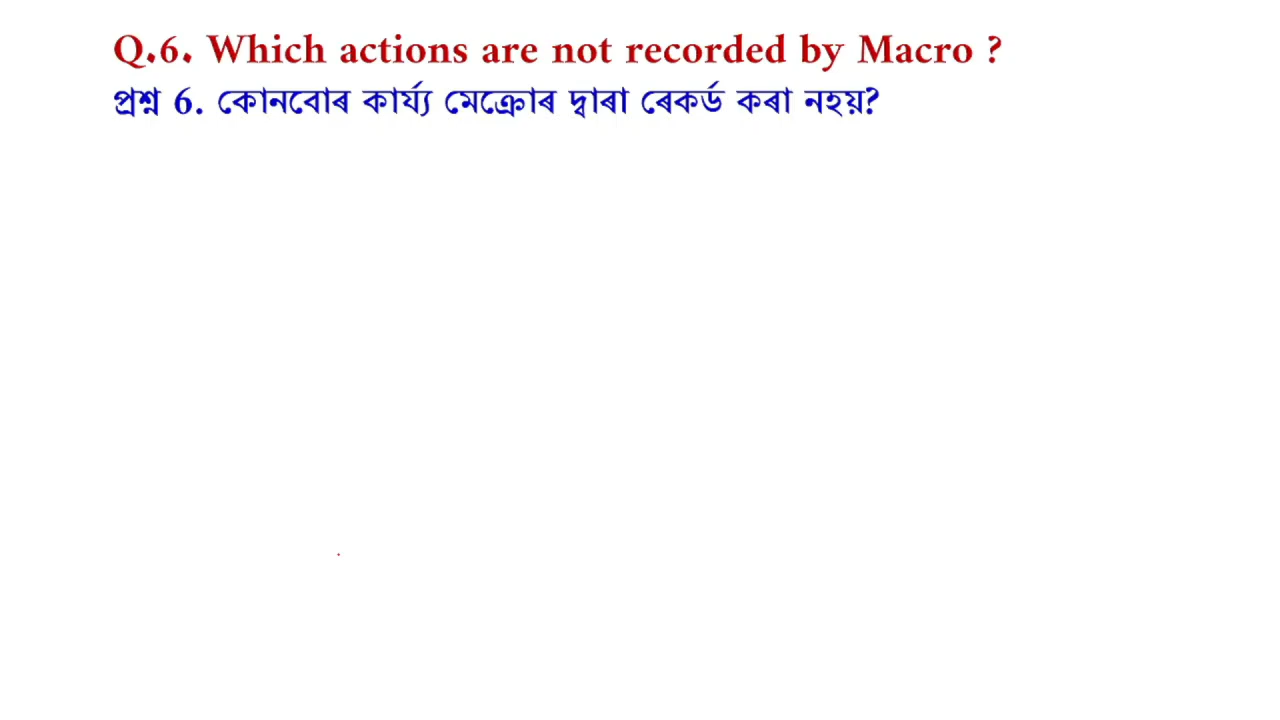 Q.6. Which actions are not recorded by Macro ?
প্ৰশ্ন 6. কোনবোৰ কাৰ্য্য মেক্ৰোৰ দ্বাৰা ৰেকৰ্ড কৰা নহয়?